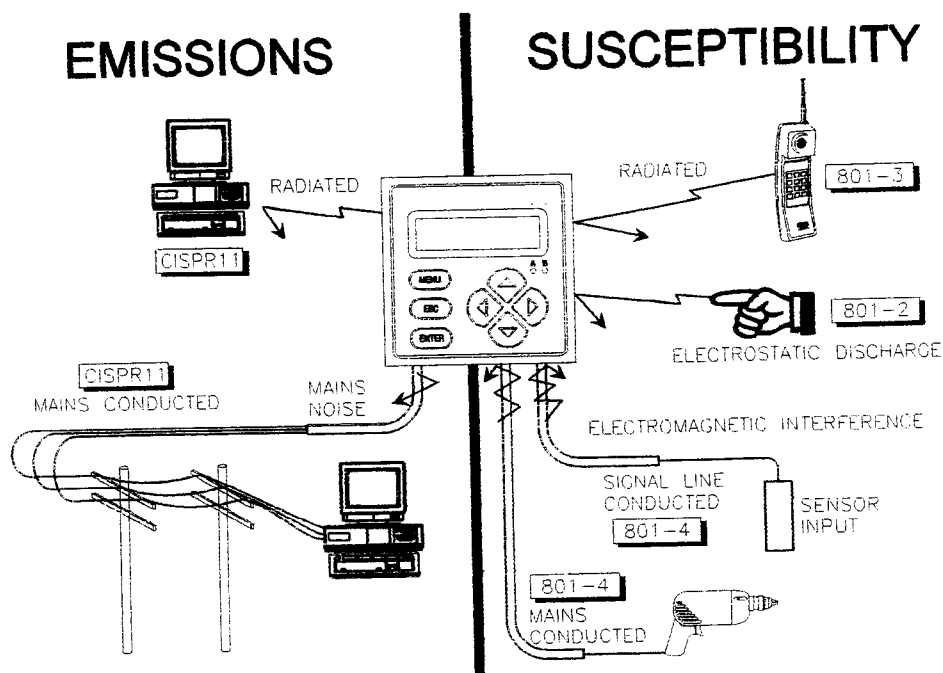 EMISSIONS
SUSCEPTIBILITY
RADIATED
CISPR11
RADIATED
801-3
A B
MENU
ESC
ENTER
801-2
ELECTROSTATIC DISCHARGE
CISPR11
MAINS CONDUCTED
MAINS
NOISE
ELECTROMAGNETIC INTERFERENCE
SIGNAL LINE
CONDUCTED
801-4
SENSOR
INPUT
801-4
MAINS
CONDUCTED